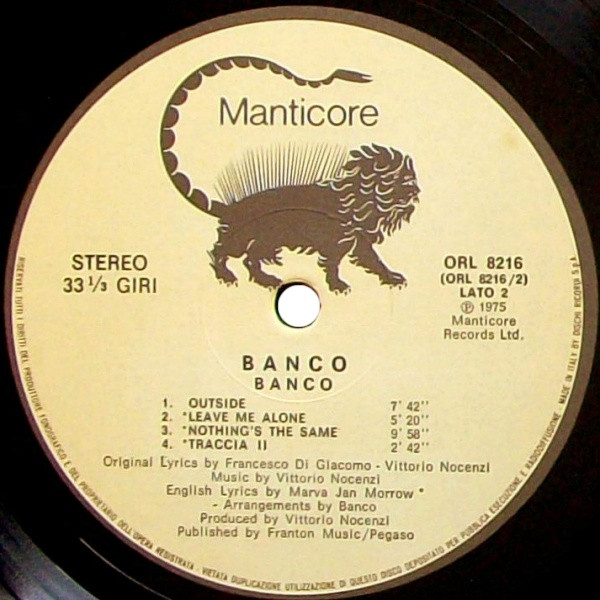 Manticore
STEREO
33 1/3 GIRI
ORL 8216
(ORL 8216/2)
LATO 2
℗ 1975
Manticore
Records Ltd.
BANCO
BANCO
1. OUTSIDE 7' 42''
2. *LEAVE ME ALONE 5' 20''
3. *NOTHING'S THE SAME 9' 58''
4. *TRACCIA II 2' 42''
Original Lyrics by Francesco Di Giacomo - Vittorio Nocenzi
Music by Vittorio Nocenzi
English Lyrics by Marva Jan Morrow *
- Arrangements by Banco
Produced by Vittorio Nocenzi
Published by Franton Music/Pegaso
RISERVATI TUTTI I DIRITTI DEL PRODUTTORE FONOGRAFICO E DEL PROPRIETARIO DELL'OPERA REGISTRATA - VIETATA DUPLICAZIONE UTILIZZAZIONE DI QUESTO DISCO DEPOSITATO PER PUBBLICA ESECUZIONE E RADIODIFFUSIONE. MADE IN ITALY BY DISCHI RICORDI S.p.A.